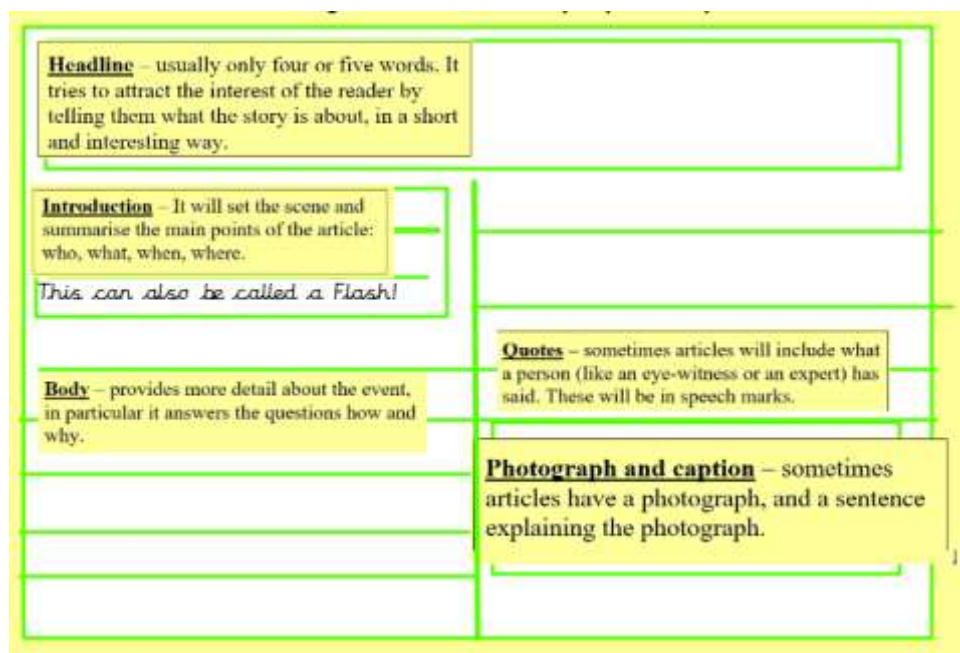 Headline – usually only four or five words. It
tries to attract the interest of the reader by
telling them what the story is about, in a short
and interesting way.
Introduction – It will set the scene and
summarise the main points of the article:
who, what, when, where.
This can also be called a Flash!
Body – provides more detail about the event,
in particular it answers the questions how and
why.
Quotes – sometimes articles will include what
a person (like an eye-witness or an expert) has
said. These will be in speech marks.
Photograph and caption – sometimes
articles have a photograph, and a sentence
explaining the photograph.